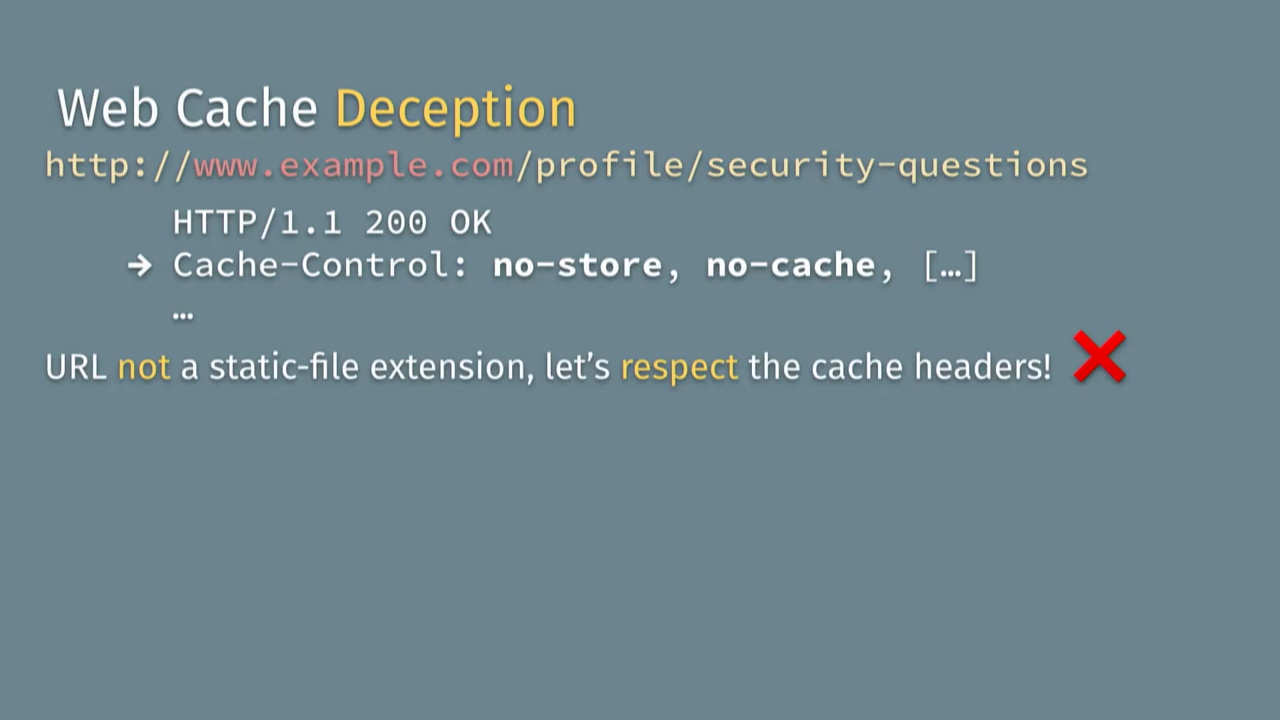 Web Cache Deception
http://www.example.com/profile/security-questions
HTTP/1.1 200 OK
→ Cache-Control: no-store, no-cache, […]
…
URL not a static-file extension, let’s respect the cache headers! ❌